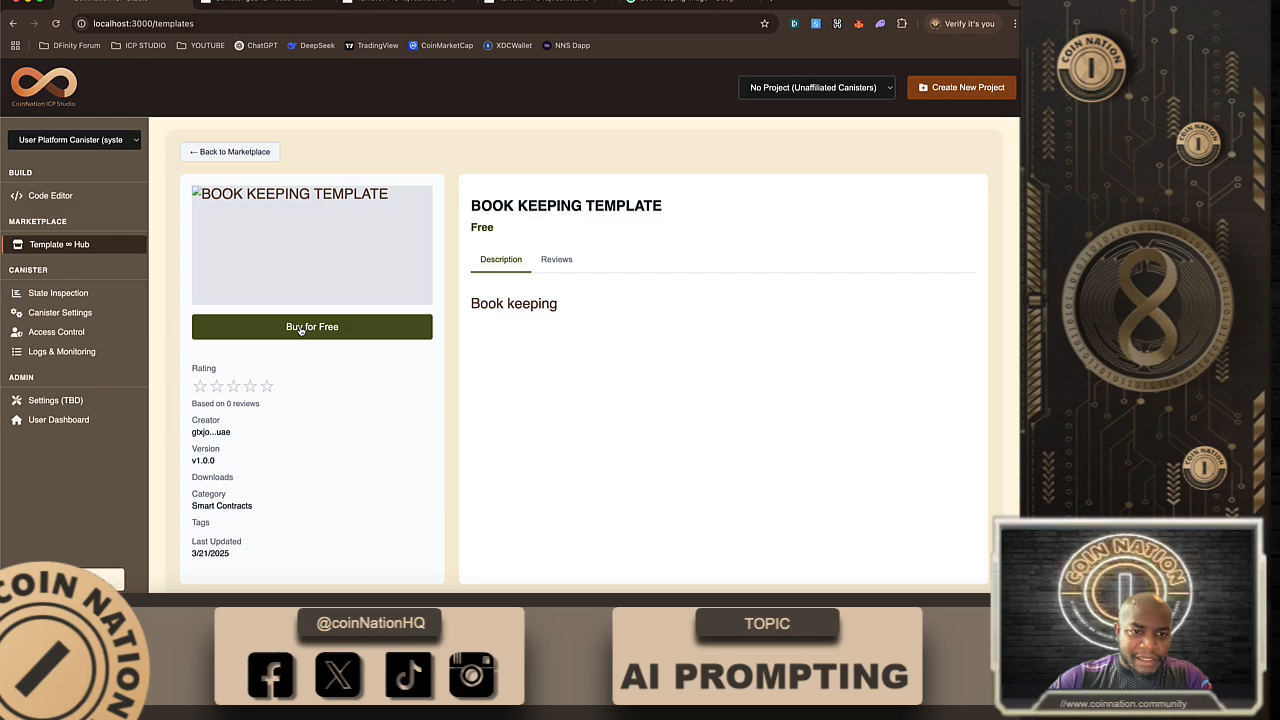 localhost:3000/templates
Verify it's you
DFinity Forum
ICP STUDIO
YOUTUBE
ChatGPT
DeepSeek
TradingView
CoinMarketCap
XDCWallet
NNS Dapp
CoinNation ICP Studio
No Project (Unaffiliated Canisters)
Create New Project
User Platform Canister (syste
BUILD
Code Editor
MARKETPLACE
Template ∞ Hub
CANISTER
State Inspection
Canister Settings
Access Control
Logs & Monitoring
ADMIN
Settings (TBD)
User Dashboard
← Back to Marketplace
BOOK KEEPING TEMPLATE
Buy for Free
Rating
Based on 0 reviews
Creator
gtxjo...uae
Version
v1.0.0
Downloads
Category
Smart Contracts
Tags
Last Updated
3/21/2025
BOOK KEEPING TEMPLATE
Free
Description
Reviews
Book keeping
COIN NATION
COIN NATION
@coinNationHQ
TOPIC
AI PROMPTING
COIN NATION
//www.coinnation.community